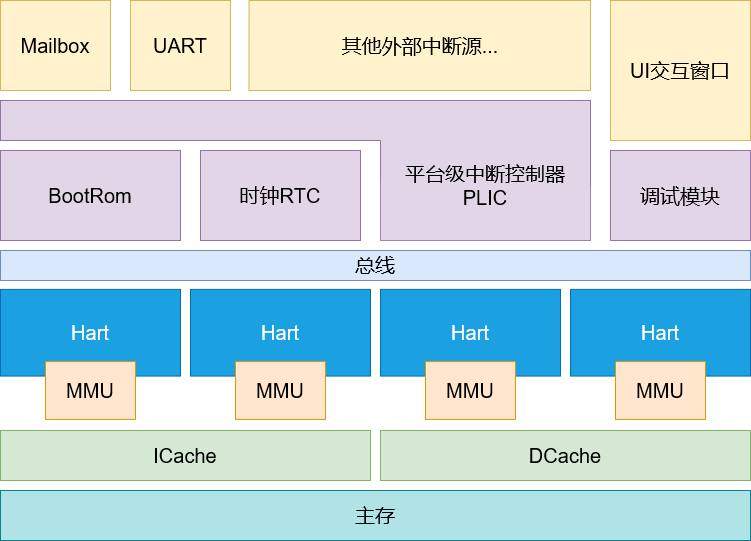 Mailbox
UART
其他外部中断源...
UI交互窗口
BootRom
时钟RTC
平台级中断控制器
PLIC
调试模块
总线
Hart
Hart
Hart
Hart
MMU
MMU
MMU
MMU
ICache
DCache
主存